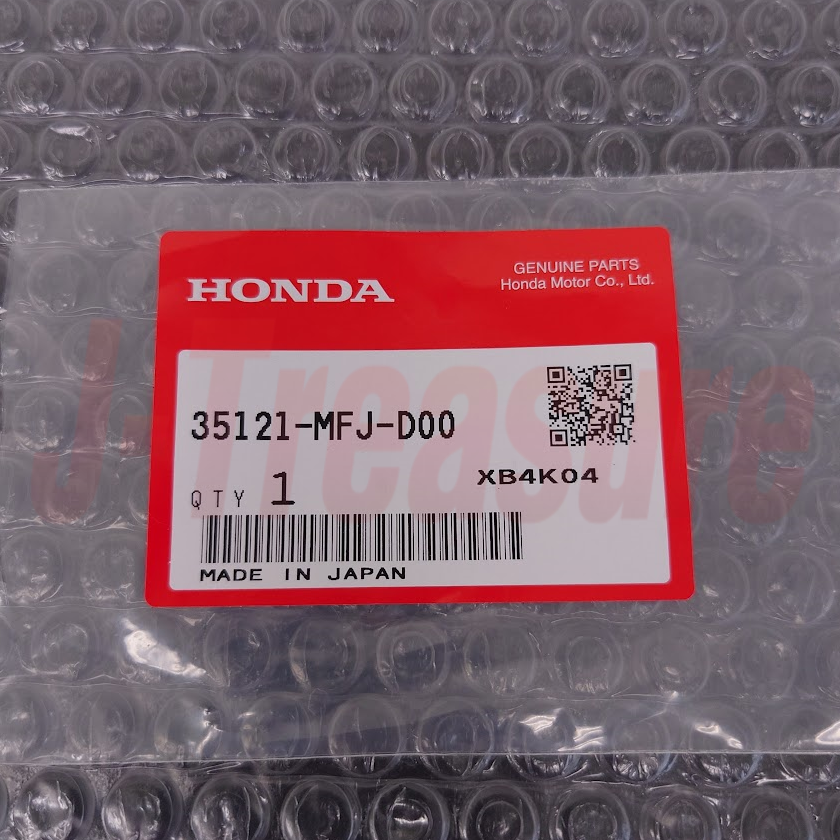 HONDA
GENUINE PARTS
Honda Motor Co., Ltd.
35121-MFJ-D00
XB4K04
QTY 1
MADE IN JAPAN
J-Treasure